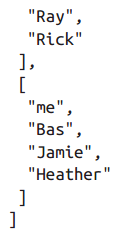 "Ray",
"Rick"
],
[
"me",
"Bas",
"Jamie",
"Heather"
]
]